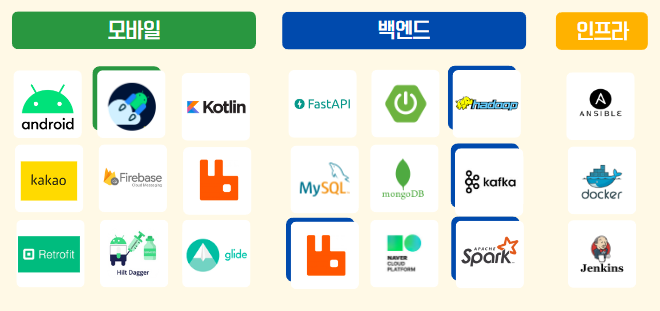 모바일
백엔드
인프라
android
Kotlin
FastAPI
hadoop
ANSIBLE
kakao
Firebase
Cloud Messaging
MySQL
mongoDB
kafka
docker
Retrofit
Hilt Dagger
glide
NAVER
CLOUD
PLATFORM
APACHE
Spark
Jenkins